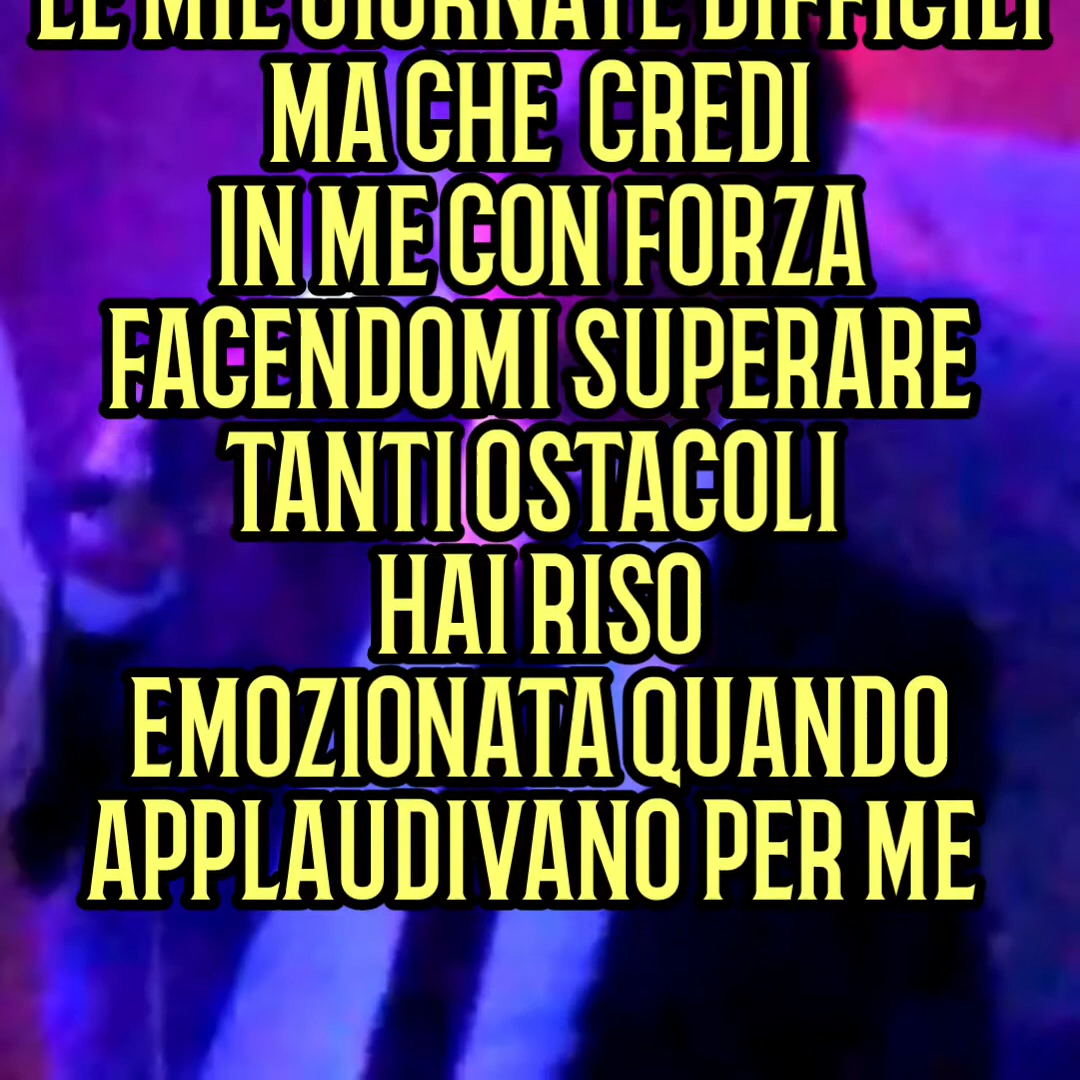 LE MIE GIORNATE DIFFICILI
MA CHE CREDI
IN ME CON FORZA
FACENDOMI SUPERARE
TANTI OSTACOLI
HAI RISO
EMOZIONATA QUANDO
APPLAUDIVANO PER ME